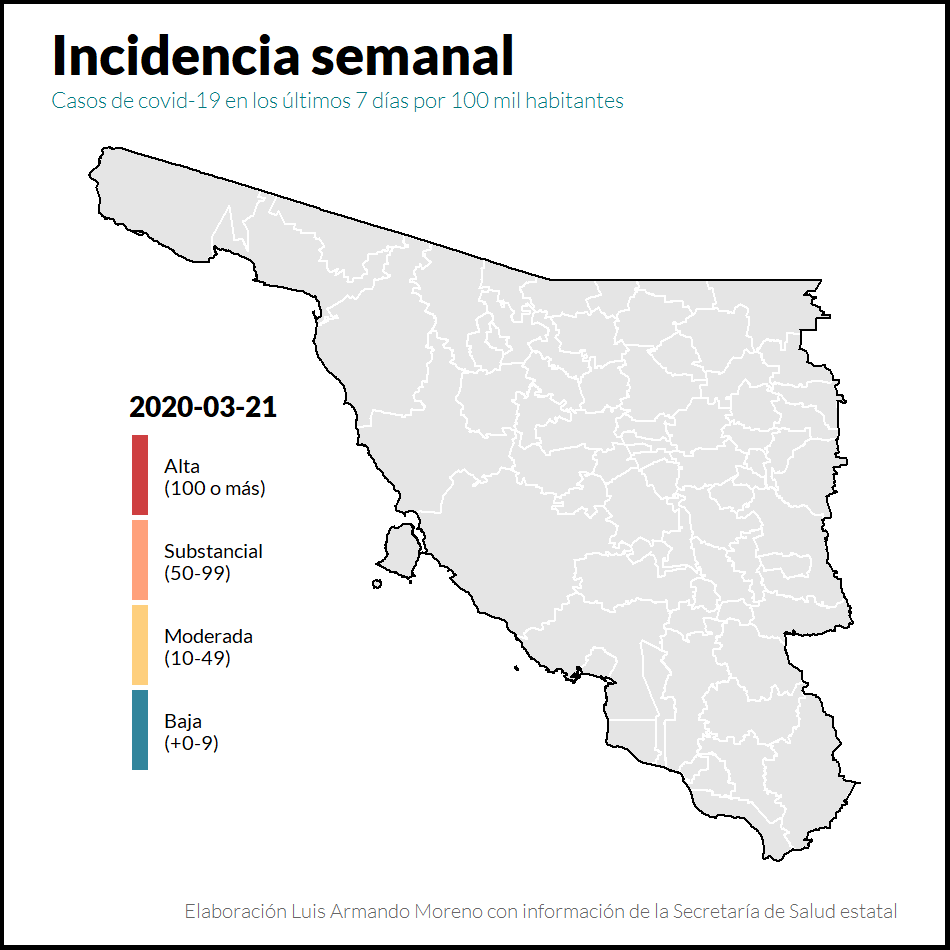 Incidencia semanal
Casos de covid-19 en los últimos 7 días por 100 mil habitantes
2020-03-21
Alta
(100 o más)
Substancial
(50-99)
Moderada
(10-49)
Baja
(+0-9)
Elaboración Luis Armando Moreno con información de la Secretaría de Salud estatal